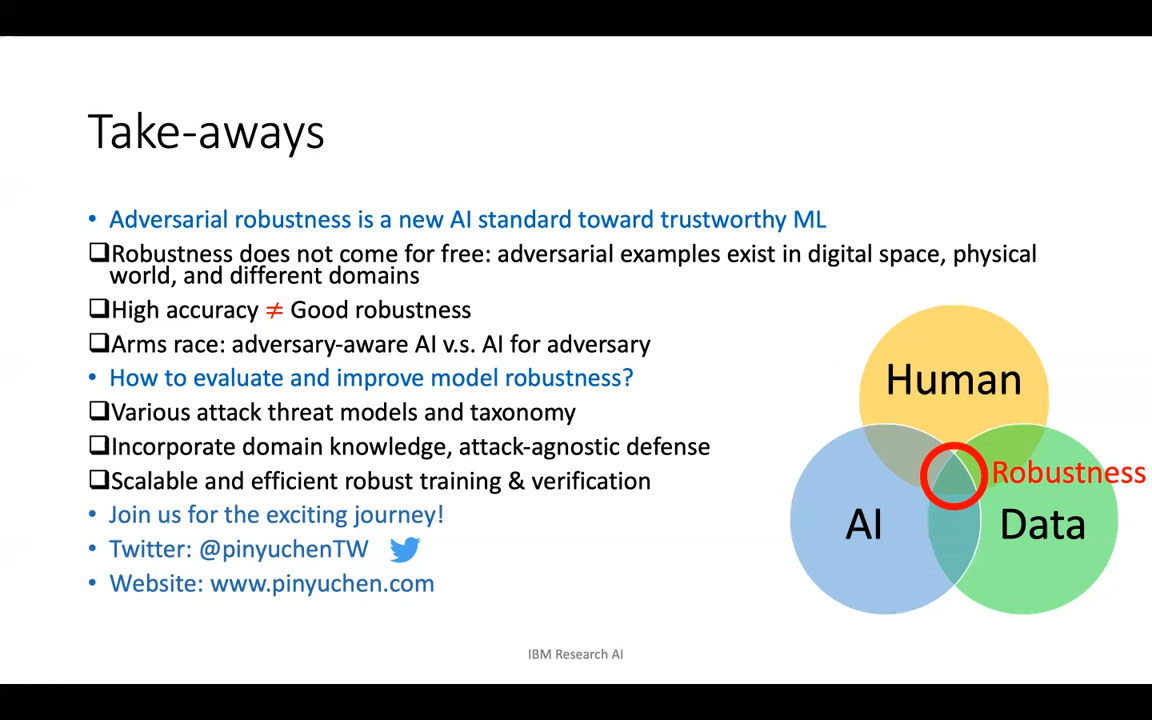 Take-aways
• Adversarial robustness is a new AI standard toward trustworthy ML
❑Robustness does not come for free: adversarial examples exist in digital space, physical
world, and different domains
❑High accuracy ≠ Good robustness
❑Arms race: adversary-aware AI v.s. AI for adversary
• How to evaluate and improve model robustness?
❑Various attack threat models and taxonomy
❑Incorporate domain knowledge, attack-agnostic defense
❑Scalable and efficient robust training & verification
• Join us for the exciting journey!
• Twitter: @pinyuchenTW
• Website: www.pinyuchen.com
Human
Robustness
AI
Data
IBM Research AI